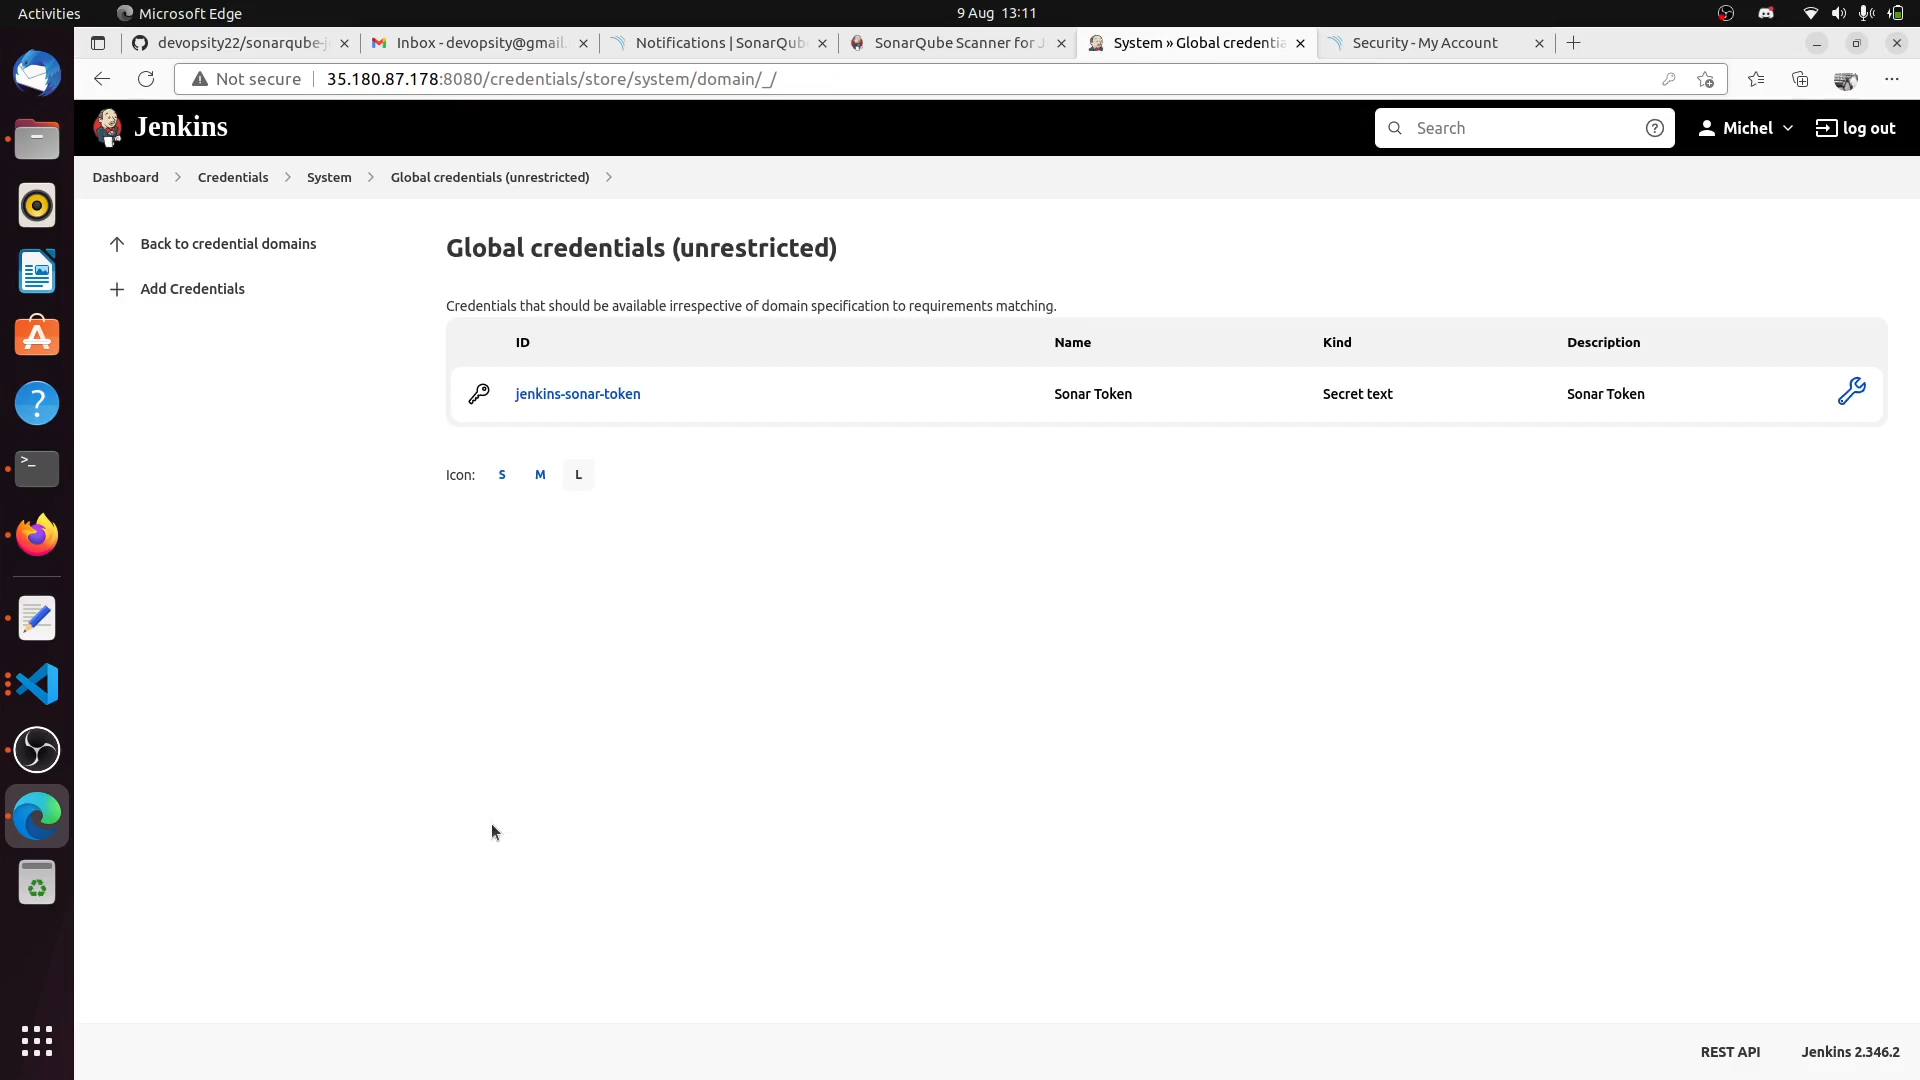 Activities
Microsoft Edge
9 Aug 13:11
devopsity22/sonarqube-j
Inbox - devopsity@gmail.
Notifications | SonarQub
SonarQube Scanner for J
System » Global credentia
Security - My Account
Not secure
35.180.87.178:8080/credentials/store/system/domain/_/
Jenkins
Search
Michel
log out
Dashboard
Credentials
System
Global credentials (unrestricted)
Back to credential domains
Add Credentials
Global credentials (unrestricted)
Credentials that should be available irrespective of domain specification to requirements matching.
ID Name Kind Description
jenkins-sonar-token Sonar Token Secret text Sonar Token
Icon: S M L
REST API
Jenkins 2.346.2